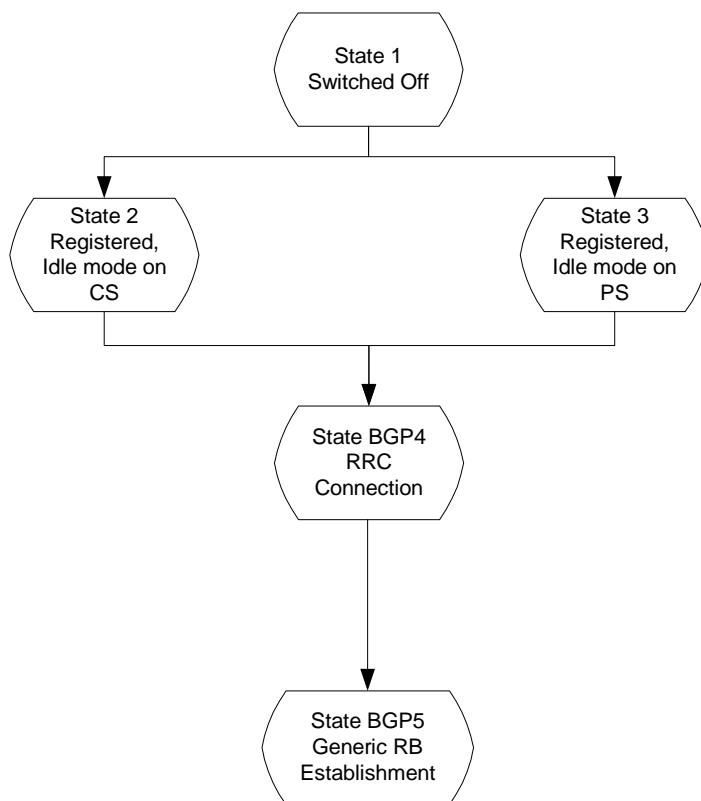 State 1
Switched Off
State 2
Registered,
Idle mode on
CS
State 3
Registered,
Idle mode on
PS
State BGP4
RRC
Connection
State BGP5
Generic RB
Establishment